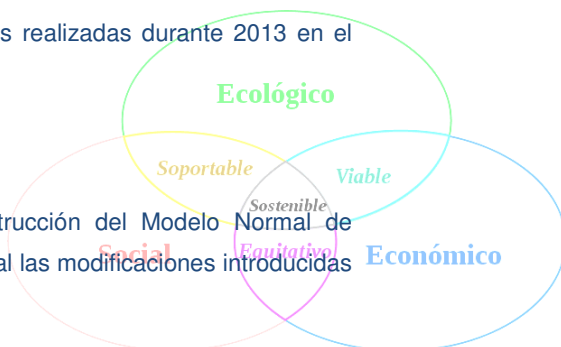 s realizadas durante 2013 en el
Ecológico
Soportable
Viable
Sostenible
trucción del Modelo Normal de
Social Equitativo Económico
al las modificaciones introducidas